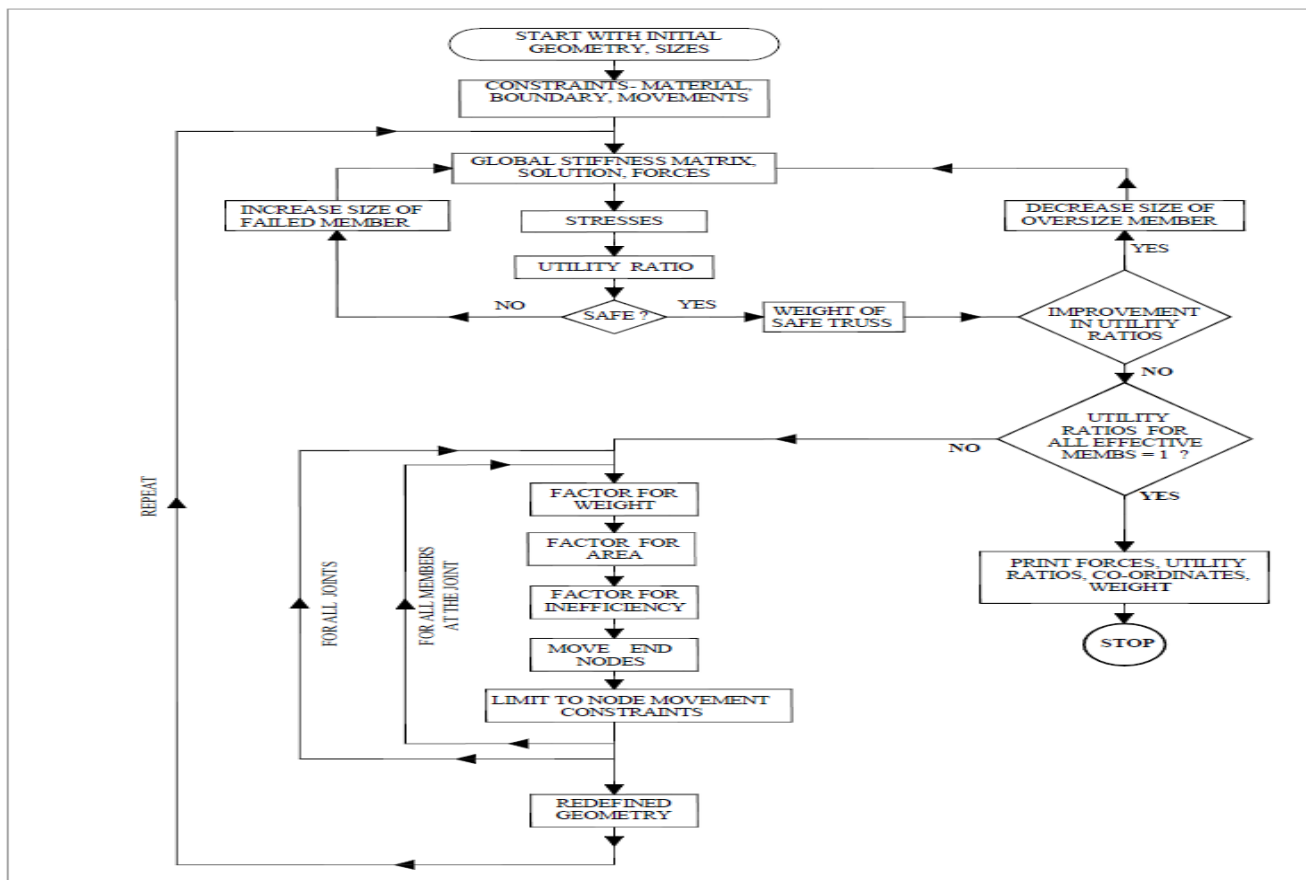 START WITH INITIAL
GEOMETRY, SIZES
CONSTRAINTS- MATERIAL,
BOUNDARY, MOVEMENTS
GLOBAL STIFFNESS MATRIX,
SOLUTION, FORCES
INCREASE SIZE OF
FAILED MEMBER
DECREASE SIZE OF
OVERSIZE MEMBER
STRESSES
YES
UTILITY RATIO
NO
SAFE ?
YES
WEIGHT OF
SAFE TRUSS
IMPROVEMENT
IN UTILITY
RATIOS
NO
UTILITY
RATIOS FOR
ALL EFFECTIVE
MEMBS = 1 ?
NO
YES
REPEAT
FOR ALL JOINTS
FOR ALL MEMBERS
AT THE JOINT
FACTOR FOR
WEIGHT
FACTOR FOR
AREA
FACTOR FOR
INEFFICIENCY
MOVE END
NODES
LIMIT TO NODE MOVEMENT
CONSTRAINTS
PRINT FORCES, UTILITY
RATIOS, CO-ORDINATES,
WEIGHT
STOP
REDEFINED
GEOMETRY